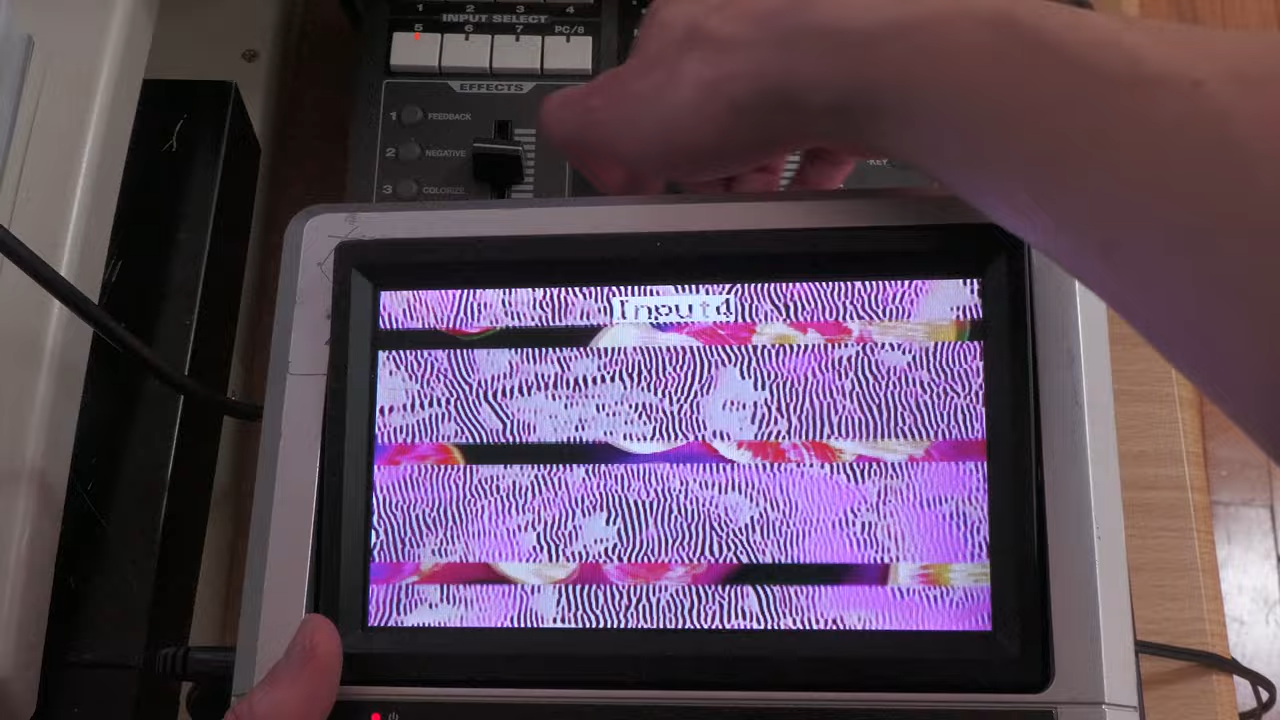 1 2 3 4
INPUT SELECT
5 6 7 PC/8
EFFECTS
1 FEEDBACK
2 NEGATIVE
3 COLORIZE
KEY
Input4